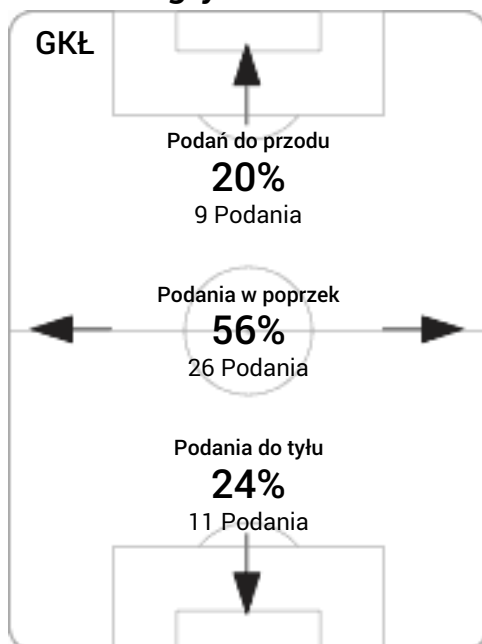 GKŁ
Podań do przodu
20%
9 Podania
Podania w poprzek
56%
26 Podania
Podania do tyłu
24%
11 Podania